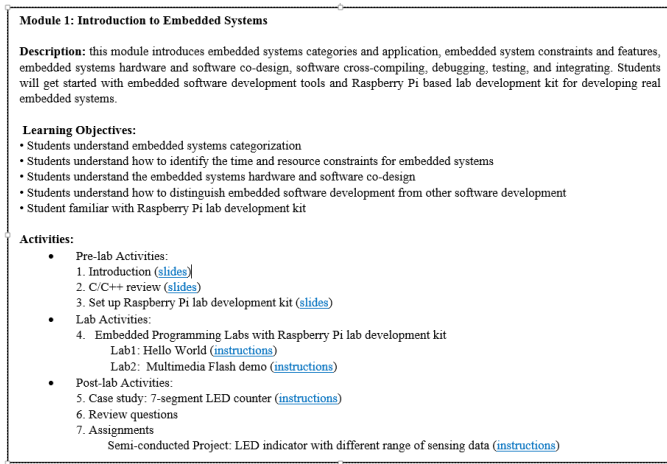 Module 1: Introduction to Embedded Systems
Description: this module introduces embedded systems categories and application, embedded system constraints and features,
embedded systems hardware and software co-design, software cross-compiling, debugging, testing, and integrating. Students
will get started with embedded software development tools and Raspberry Pi based lab development kit for developing real
embedded systems.
Learning Objectives:
• Students understand embedded systems categorization
• Students understand how to identify the time and resource constraints for embedded systems
• Students understand the embedded systems hardware and software co-design
• Students understand how to distinguish embedded software development from other software development
• Student familiar with Raspberry Pi lab development kit
Activities:
• Pre-lab Activities:
1. Introduction (slides)
2. C/C++ review (slides)
3. Set up Raspberry Pi lab development kit (slides)
• Lab Activities:
4. Embedded Programming Labs with Raspberry Pi lab development kit
Lab1: Hello World (instructions)
Lab2: Multimedia Flash demo (instructions)
• Post-lab Activities:
5. Case study: 7-segment LED counter (instructions)
6. Review questions
7. Assignments
Semi-conducted Project: LED indicator with different range of sensing data (instructions)